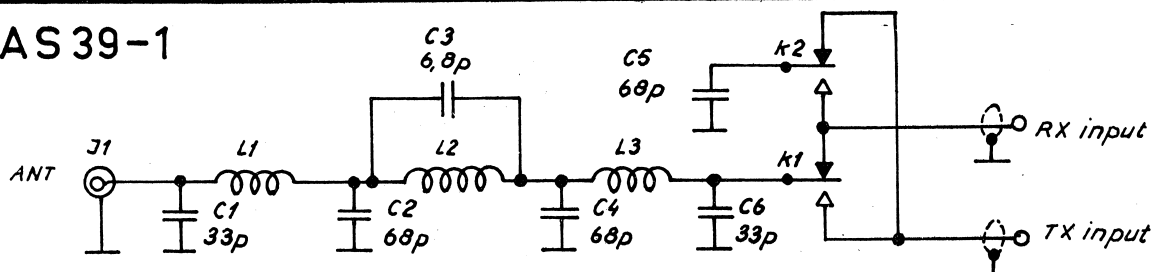 AS 39-1
C3
6,8p
C5
68p
k2
RX input
J1
L1
L2
L3
k1
ANT
C1
33p
C2
68p
C4
68p
C6
33p
TX input